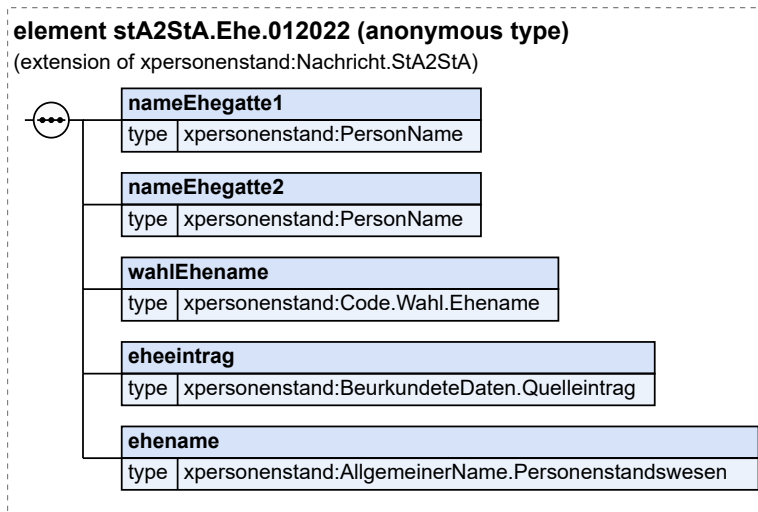 element stA2StA.Ehe.012022 (anonymous type)
(extension of xpersonenstand:Nachricht.StA2StA)
nameEhegatte1
type xpersonenstand:PersonName
nameEhegatte2
type xpersonenstand:PersonName
wahlEhename
type xpersonenstand:Code.Wahl.Ehename
eheeintrag
type xpersonenstand:BeurkundeteDaten.Quelleintrag
ehename
type xpersonenstand:AllgemeinerName.Personenstandswesen